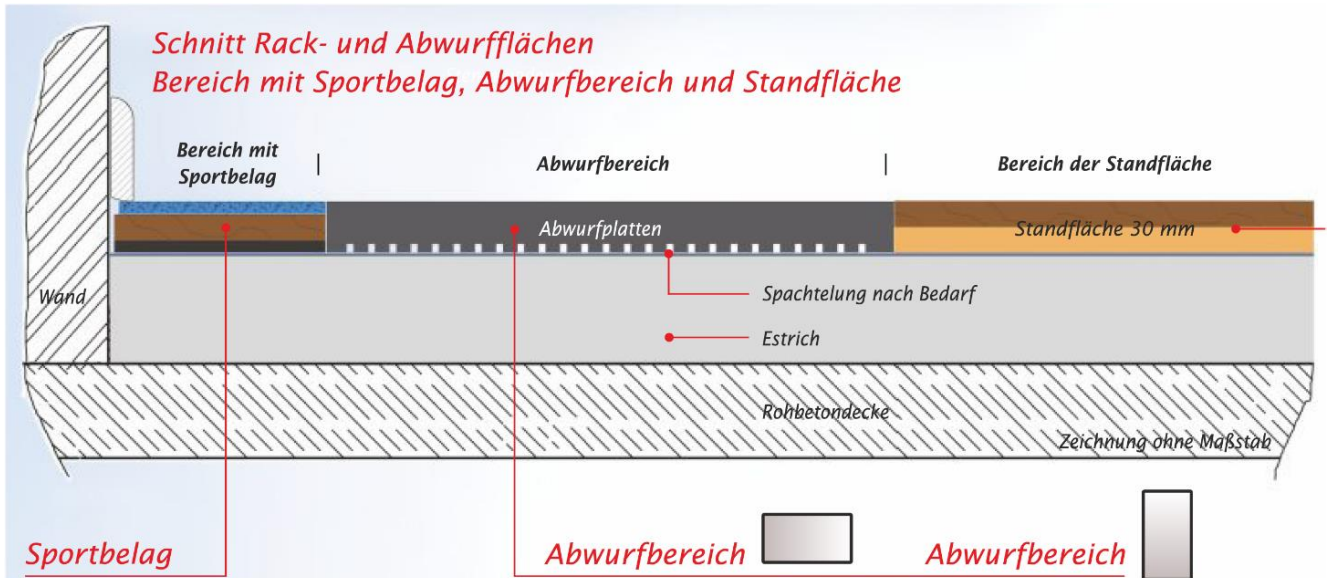 Schnitt Rack- und Abwurfflächen
Bereich mit Sportbelag, Abwurfbereich und Standfläche
Bereich mit
Sportbelag
Abwurfbereich
Bereich der Standfläche
Abwurfplatten
Standfläche 30 mm
Wand
Spachtelung nach Bedarf
Estrich
Rohbetondecke
Zeichnung ohne Maßstab
Sportbelag
Abwurfbereich
Abwurfbereich